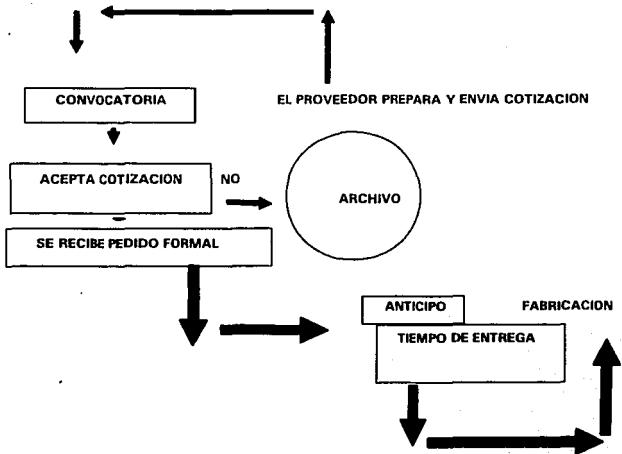 CONVOCATORIA
EL PROVEEDOR PREPARA Y ENVIA COTIZACION
ACEPTA COTIZACION
NO
ARCHIVO
SE RECIBE PEDIDO FORMAL
ANTICIPO
FABRICACION
TIEMPO DE ENTREGA